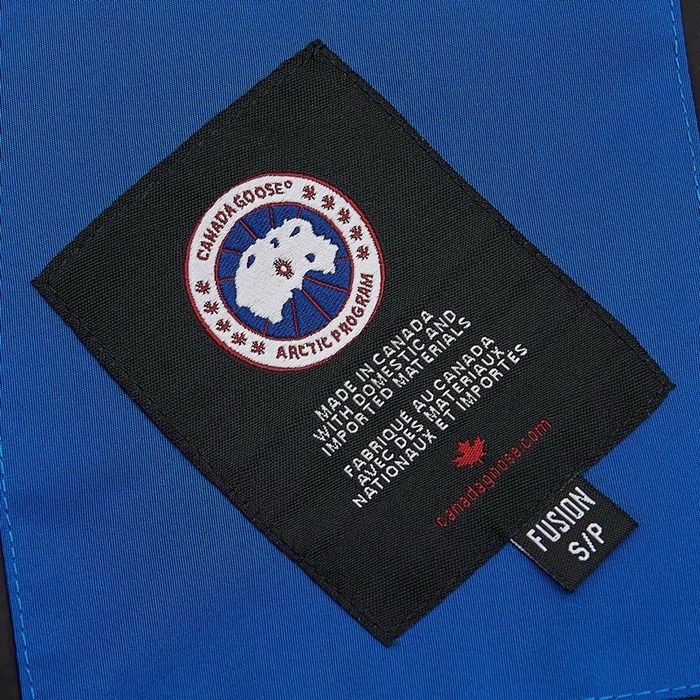 CANADA GOOSE®
ARCTIC PROGRAM
MADE IN CANADA
WITH DOMESTIC AND
IMPORTED MATERIALS
FABRIQUÉ AU CANADA
AVEC DES MATERIAUX
NATIONAUX ET IMPORTÉS
canadagoose.com
FUSION
S/P